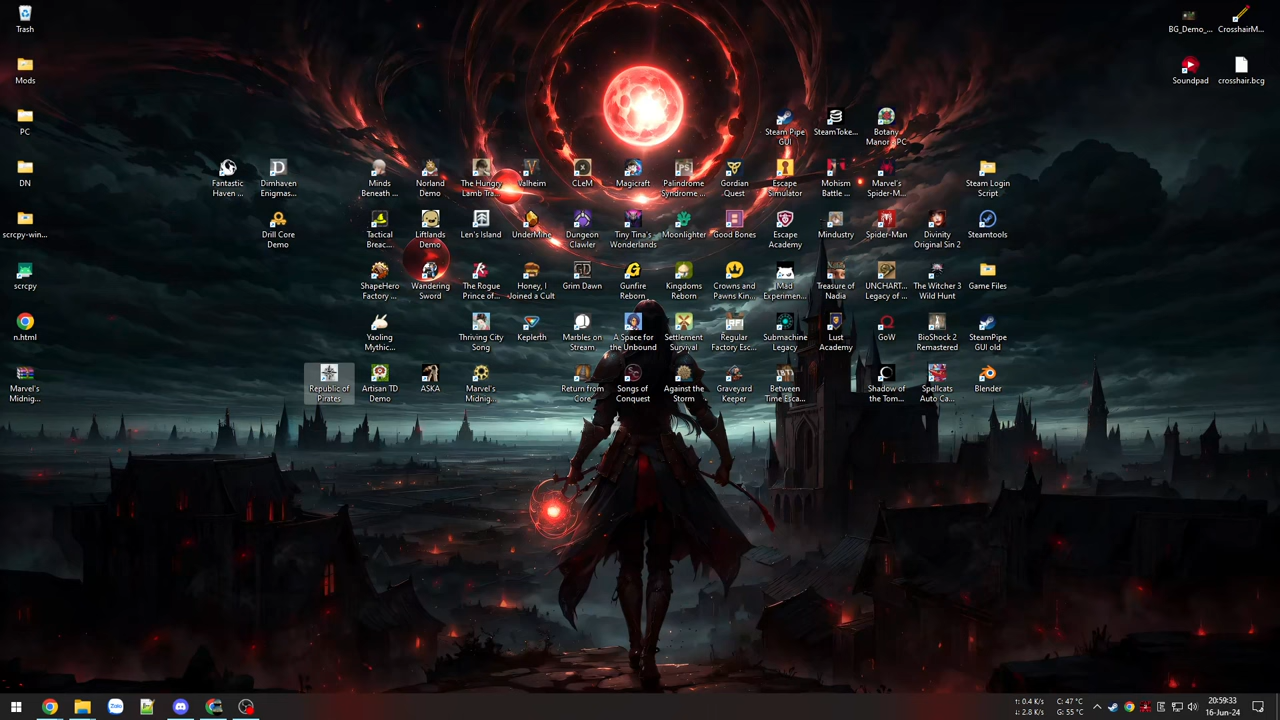 Trash
Mods
PC
DN
scrcpy-win...
scrcpy
n.html
Marvel's
Midnig...
BG_Demo_...
CrosshairM...
Soundpad
crosshair.bcg
Steam Pipe
GUI
SteamToke...
Botany
Manor - PC
Fantastic
Haven ...
Dimhaven
Enigmas...
Minds
Beneath ...
Norland
Demo
The Hungry
Lamb Tra...
Valheim
CLeM
Magicraft
Palindrome
Syndrome ...
Gordian
Quest
Escape
Simulator
Mohism
Battle ...
Marvel's
Spider-M...
Steam Login
Script
Drill Core
Demo
Tactical
Breac...
Liftlands
Demo
Len's Island
UnderMine
Dungeon
Clawler
Tiny Tina's
Wonderlands
Moonlighter
Good Bones
Escape
Academy
Mindustry
Spider-Man
Divinity
Original Sin 2
Steamtools
ShapeHero
Factory ...
Wandering
Sword
The Rogue
Prince of...
Honey, I
Joined a Cult
Grim Dawn
Gunfire
Reborn
Kingdoms
Reborn
Crowns and
Pawns Kin...
Mad
Experimen...
Treasure of
Nadia
UNCHART...
Legacy of ...
The Witcher 3
Wild Hunt
Game Files
Yaoling
Mythic...
Thriving City
Song
Keplerth
Marbles on
Stream
A Space for
the Unbound
Settlement
Survival
Regular
Factory Esc...
Submachine
Legacy
Lust
Academy
GoW
BioShock 2
Remastered
SteamPipe
GUI old
Republic of
Pirates
Artisan TD
Demo
ASKA
Marvel's
Midnig...
Return from
Core
Songs of
Conquest
Against the
Storm
Graveyard
Keeper
Between
Time Esca...
Shadow of
the Tom...
Spellcats
Auto Ca...
Blender
Zalo
↑: 0.4 K/s
↓: 2.8 K/s
C: 47 °C
G: 55 °C
20:59:33
16-Jun-24